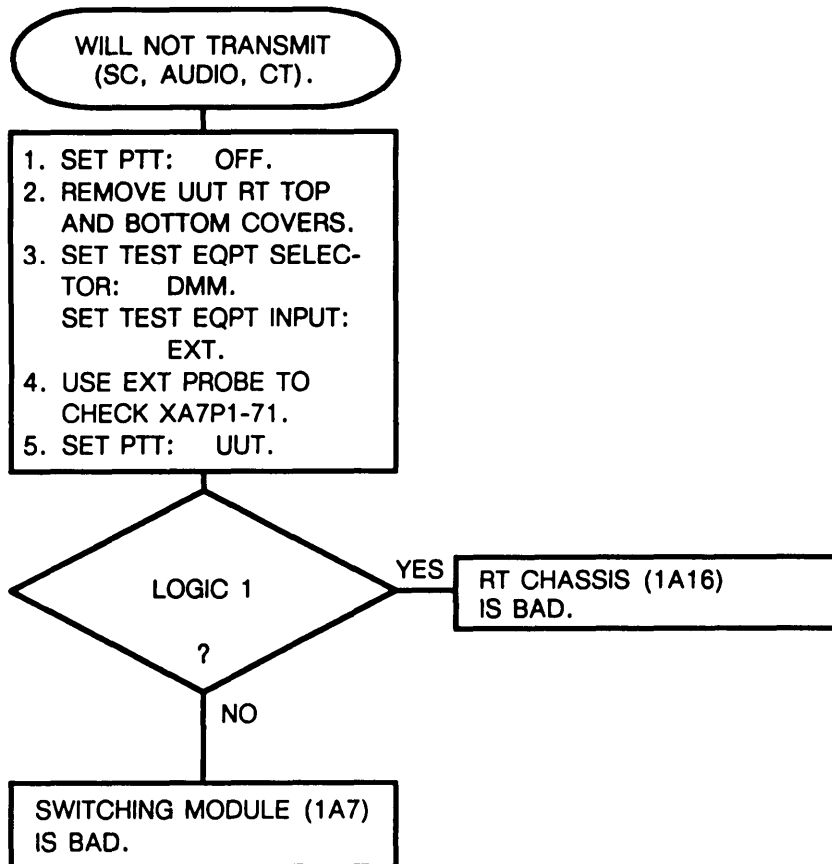 WILL NOT TRANSMIT
(SC, AUDIO, CT).
1. SET PTT: OFF.
2. REMOVE UUT RT TOP
AND BOTTOM COVERS.
3. SET TEST EQPT SELEC-
TOR: DMM.
SET TEST EQPT INPUT:
EXT.
4. USE EXT PROBE TO
CHECK XA7P1-71.
5. SET PTT: UUT.
LOGIC 1
?
YES
RT CHASSIS (1A16)
IS BAD.
NO
SWITCHING MODULE (1A7)
IS BAD.